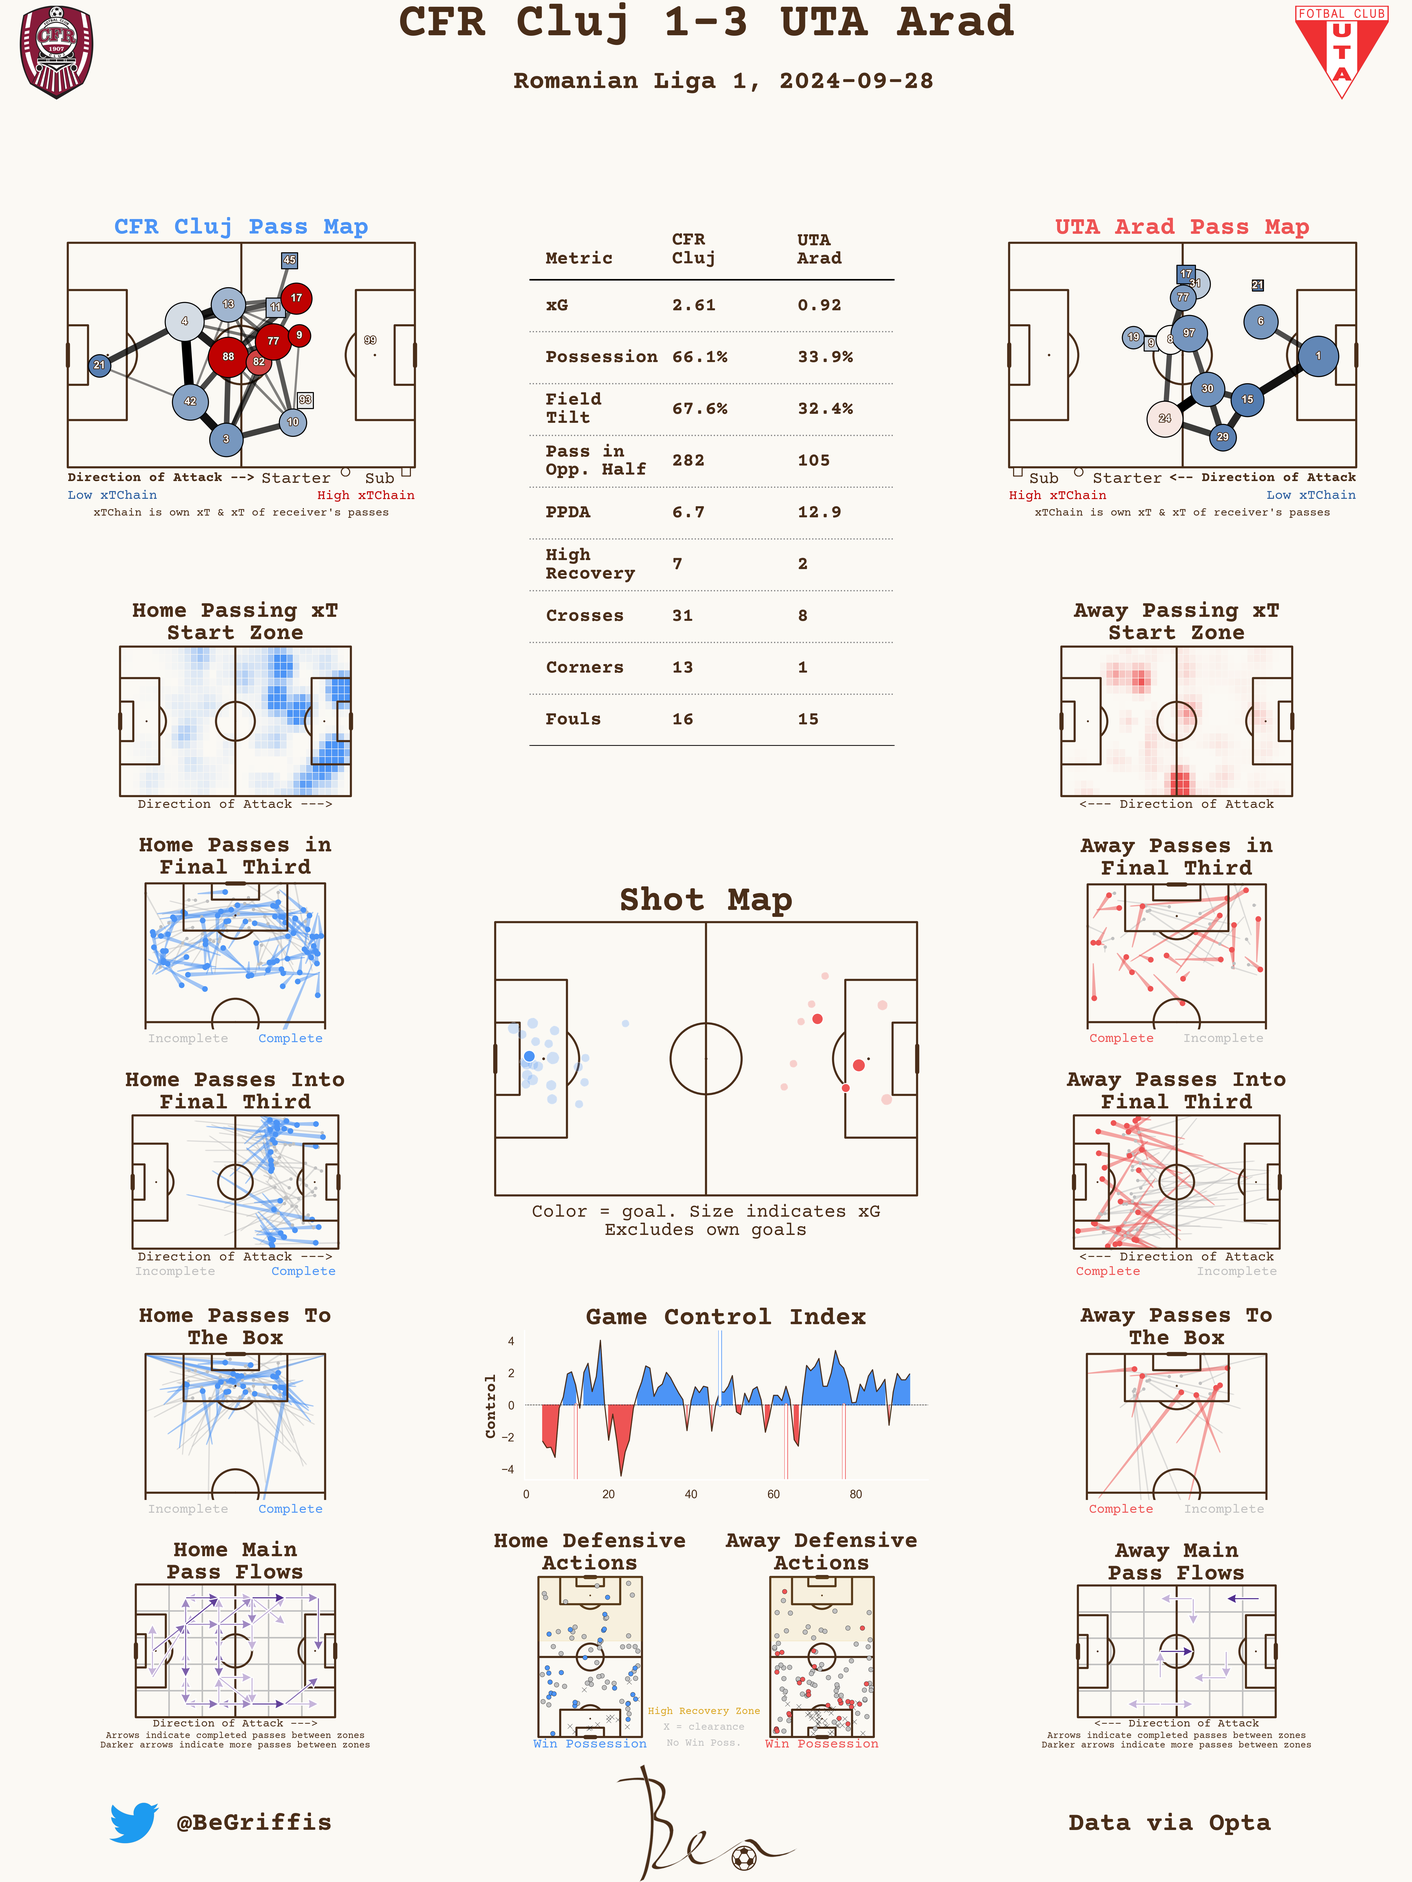 CFR Cluj 1-3 UTA Arad
Romanian Liga 1, 2024-09-28
CFR
1907
FOTBAL CLUB
U
T
A
CFR Cluj Pass Map
45
13
11
17
4
77
9
99
88
82
21
42
93
10
3
Direction of Attack --> Starter Sub
Low xTChain High xTChain
xTChain is own xT & xT of receiver's passes
Metric CFR Cluj UTA Arad
xG 2.61 0.92
Possession 66.1% 33.9%
Field Tilt 67.6% 32.4%
Pass in Opp. Half 282 105
PPDA 6.7 12.9
High Recovery 7 2
Crosses 31 8
Corners 13 1
Fouls 16 15
UTA Arad Pass Map
17
31
77
21
6
19
9
8
97
1
30
15
24
29
Sub Starter <-- Direction of Attack
High xTChain Low xTChain
xTChain is own xT & xT of receiver's passes
Home Passing xT
Start Zone
Direction of Attack --->
Away Passing xT
Start Zone
<--- Direction of Attack
Home Passes in
Final Third
Incomplete Complete
Away Passes in
Final Third
Complete Incomplete
Shot Map
Color = goal. Size indicates xG
Excludes own goals
Home Passes Into
Final Third
Direction of Attack --->
Incomplete Complete
Away Passes Into
Final Third
<--- Direction of Attack
Complete Incomplete
Home Passes To
The Box
Incomplete Complete
Game Control Index
Control
4
2
0
−2
−4
0 20 40 60 80
Away Passes To
The Box
Complete Incomplete
Home Main
Pass Flows
Direction of Attack --->
Arrows indicate completed passes between zones
Darker arrows indicate more passes between zones
Home Defensive
Actions
Win Possession
Away Defensive
Actions
Win Possession
High Recovery Zone
X = clearance
No Win Poss.
Away Main
Pass Flows
<--- Direction of Attack
Arrows indicate completed passes between zones
Darker arrows indicate more passes between zones
@BeGriffis
Ben
Data via Opta